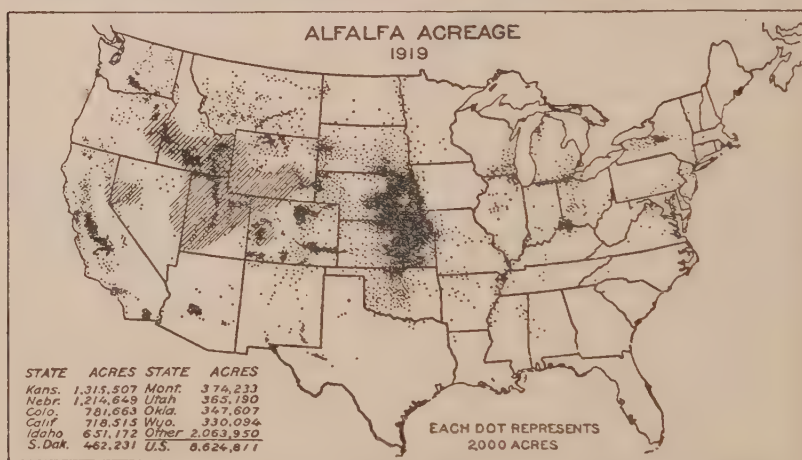 ALFALFA ACREAGE
1919
STATE ACRES STATE ACRES
Kans. 1,315,507 Mont. 374,233
Nebr. 1,214,649 Utah 365,190
Colo. 781,663 Okla. 347,607
Calif 718,515 Wyo. 330,094
Idaho 651,172 Other 2,063,950
S.Dak. 462,231 U.S. 8,624,811
EACH DOT REPRESENTS
2,000 ACRES